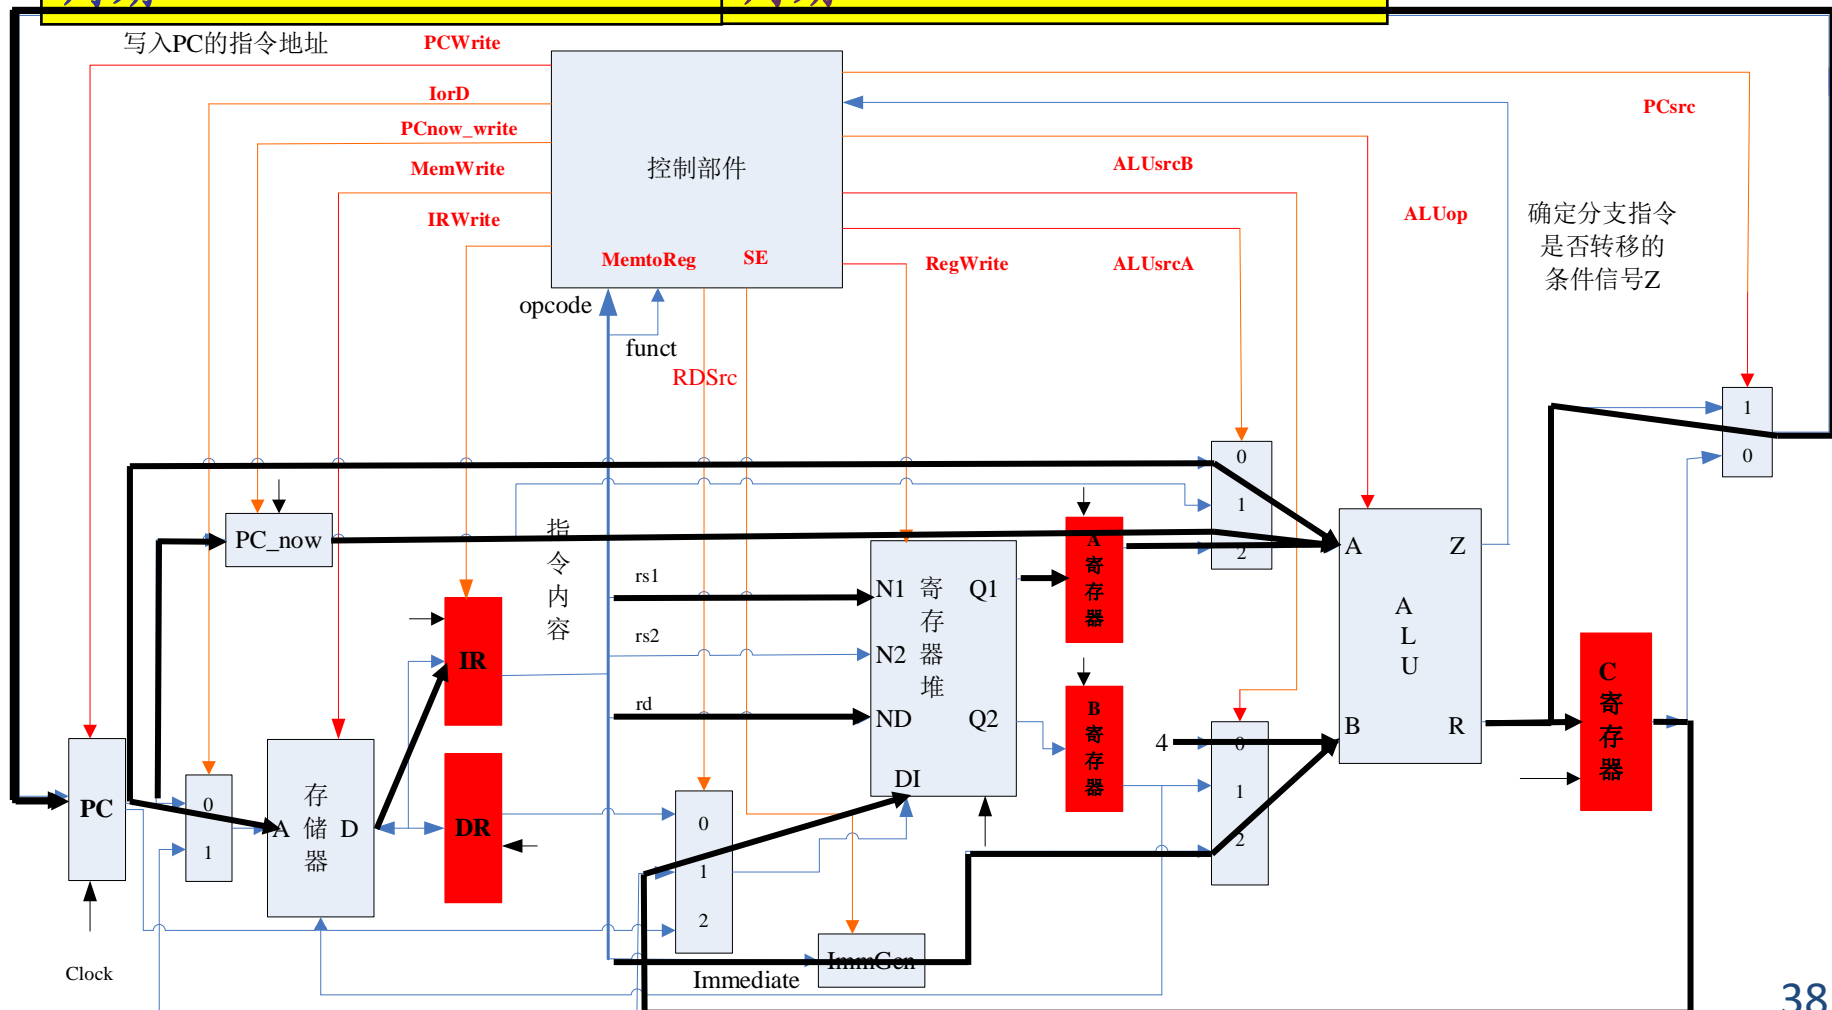 写入PC的指令地址
PCWrite
IorD
PCnow_write
MemWrite
IRWrite
控制部件
MemtoReg
SE
PCsrc
ALUsrcB
ALUop
RegWrite
ALUsrcA
确定分支指令
是否转移的
条件信号Z
opcode
funct
RDSrc
1
0
0
1
2
PC_now
指
令
内
容
rs1
rs2
rd
IR
N1
N2
ND
DI
Q1
Q2
寄
存
器
堆
A
寄
存
器
B
寄
存
器
A
B
Z
R
A
L
U
C
寄
存
器
4
0
1
2
PC
0
1
A
存
储
器
D
DR
0
1
2
ImmGen
Immediate
Clock
38